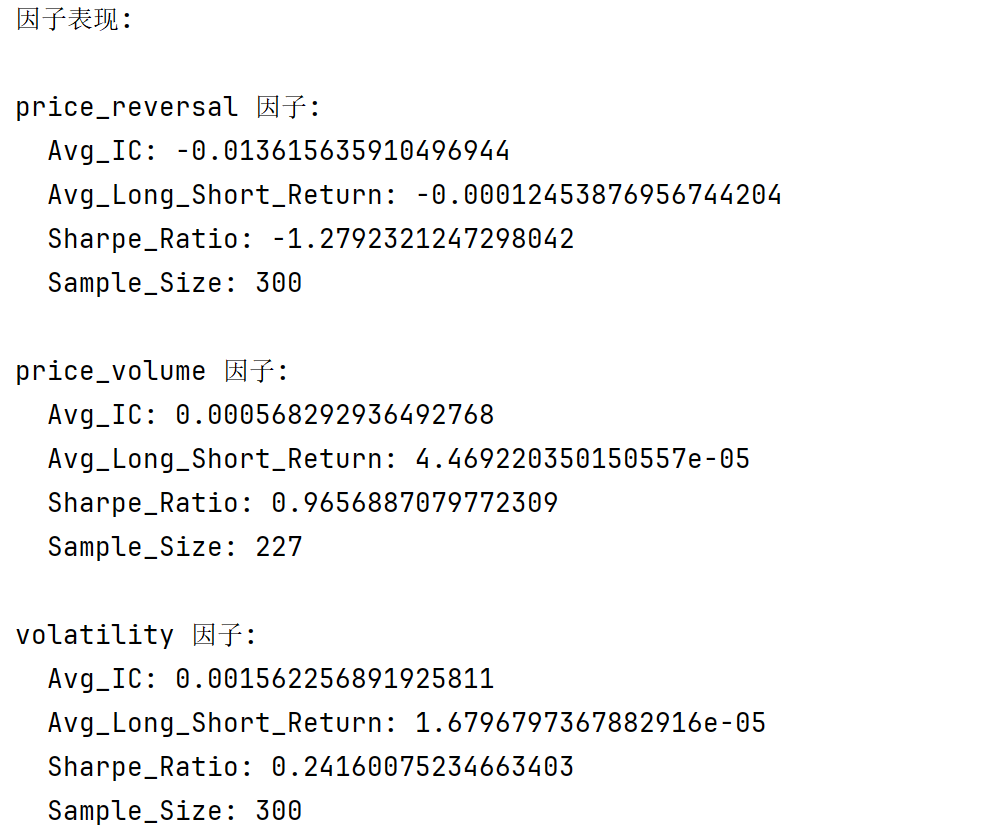 因子表现:
price_reversal 因子:
Avg_IC: -0.013615635910496944
Avg_Long_Short_Return: -0.00012453876956744204
Sharpe_Ratio: -1.2792321247298042
Sample_Size: 300
price_volume 因子:
Avg_IC: 0.000568292936492768
Avg_Long_Short_Return: 4.469220350150557e-05
Sharpe_Ratio: 0.9656887079772309
Sample_Size: 227
volatility 因子:
Avg_IC: 0.001562256891925811
Avg_Long_Short_Return: 1.6796797367882916e-05
Sharpe_Ratio: 0.24160075234663403
Sample_Size: 300